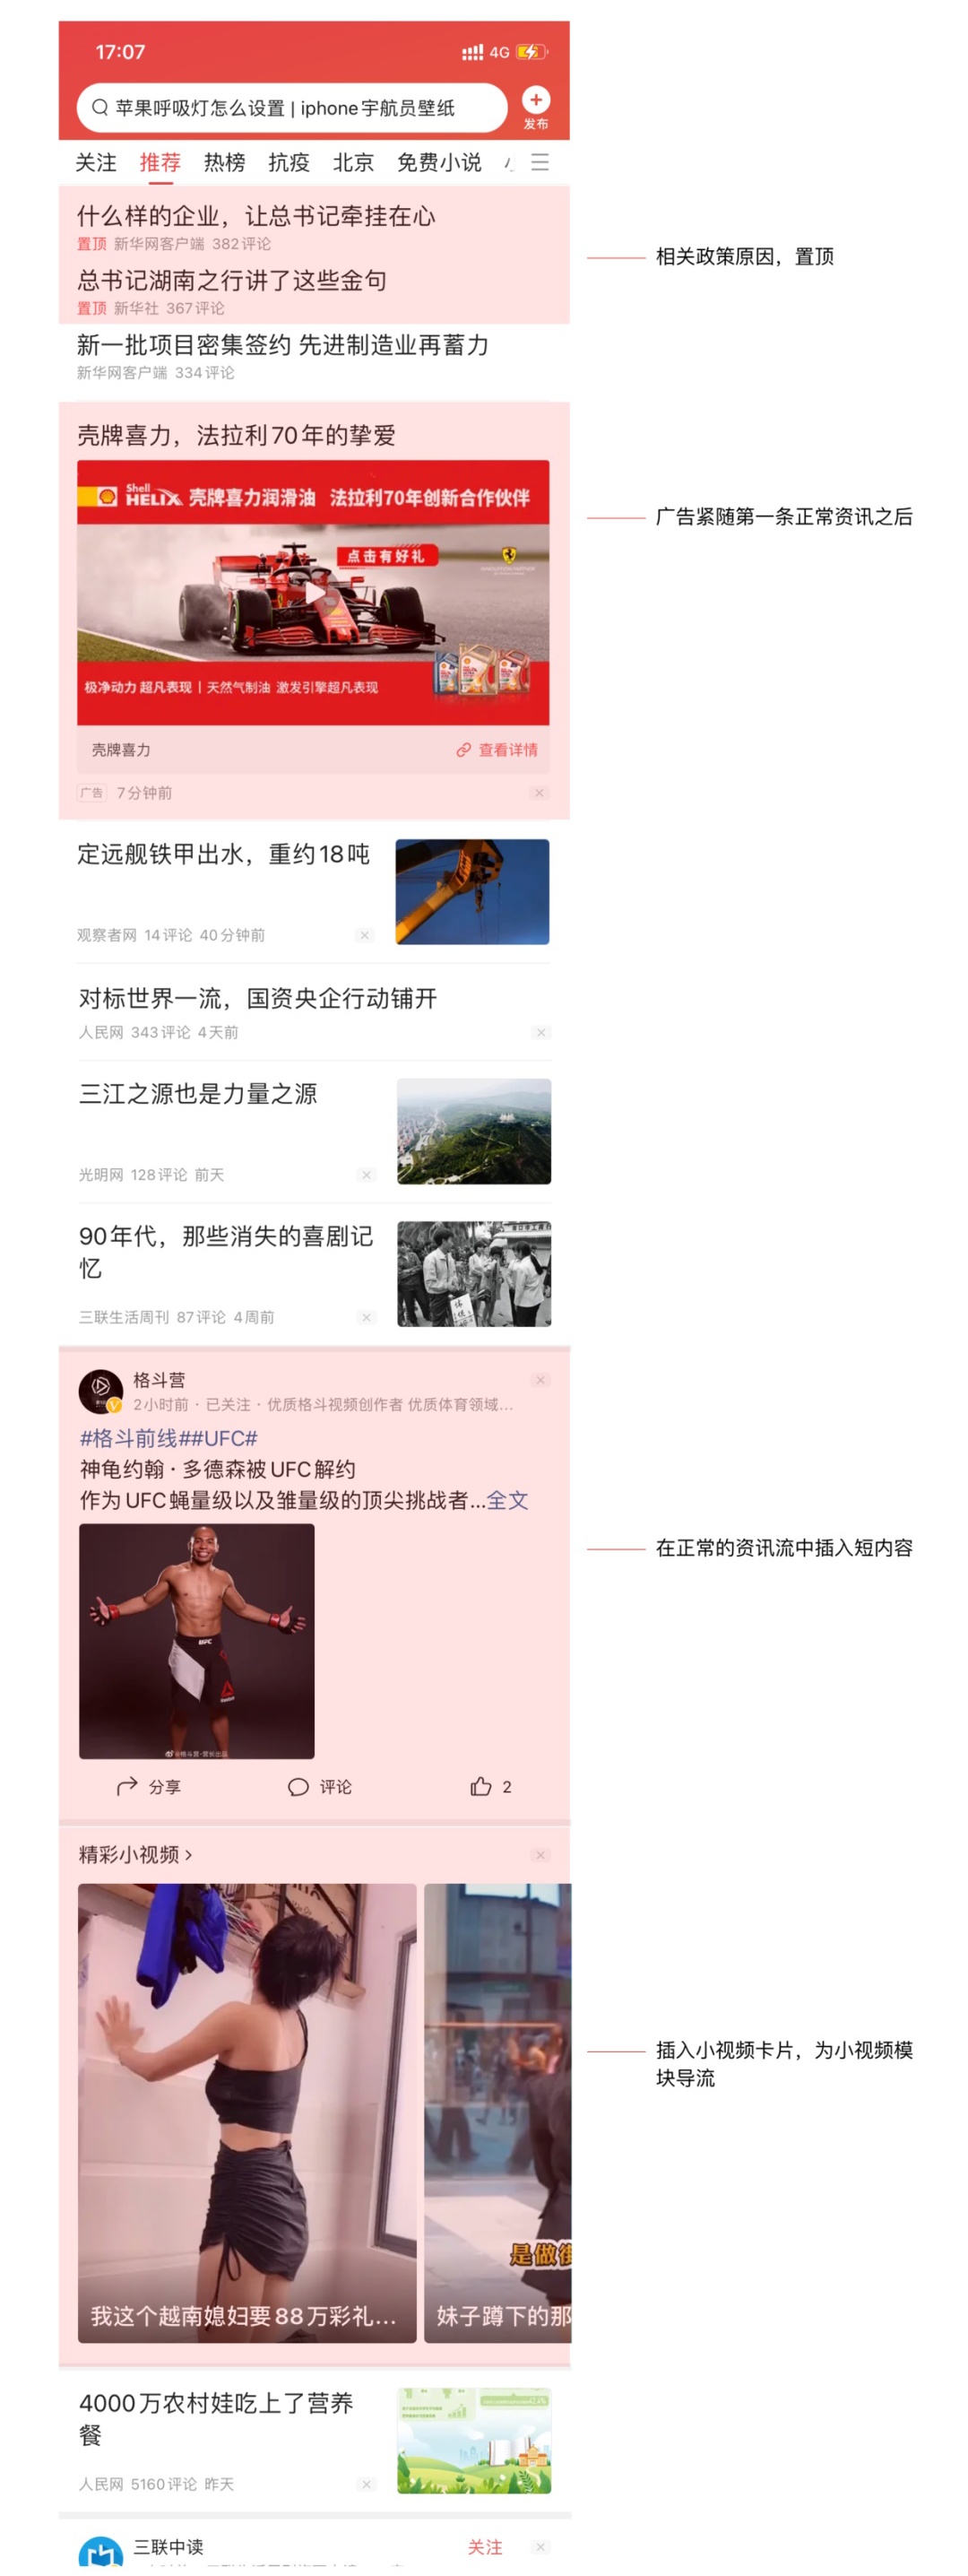 17:07
4G
苹果呼吸灯怎么设置 | iphone宇航员壁纸
发布
关注 推荐 热榜 抗疫 北京 免费小说
什么样的企业，让总书记牵挂在心
置顶 新华网客户端 382评论
相关政策原因，置顶
总书记湖南之行讲了这些金句
置顶 新华社 367评论
新一批项目密集签约 先进制造业再蓄力
新华网客户端 334评论
壳牌喜力，法拉利70年的挚爱
Shell
HELIX 壳牌喜力润滑油 法拉利70年创新合作伙伴
广告紧随第一条正常资讯之后
点击有好礼
极净动力 超凡表现 | 天然气制油 激发引擎超凡表现
壳牌喜力
查看详情
广告 7分钟前
定远舰铁甲出水，重约18吨
观察者网 14评论 40分钟前
对标世界一流，国资央企行动铺开
人民网 343评论 4天前
三江之源也是力量之源
光明网 128评论 前天
90年代，那些消失的喜剧记
忆
三联生活周刊 87评论 4周前
格斗营
2小时前 · 已关注 · 优质格斗视频创作者 优质体育领域...
#格斗前线##UFC#
神龟约翰 · 多德森被UFC解约
作为UFC蝇量级以及雏量级的顶尖挑战者...全文
在正常的资讯流中插入短内容
UFC
分享
评论
2
精彩小视频 >
插入小视频卡片，为小视频模
块导流
是做街
我这个越南媳妇要88万彩礼...
妹子蹲下的那
4000万农村娃吃上了营养
餐
人民网 5160评论 昨天
三联中读
关注